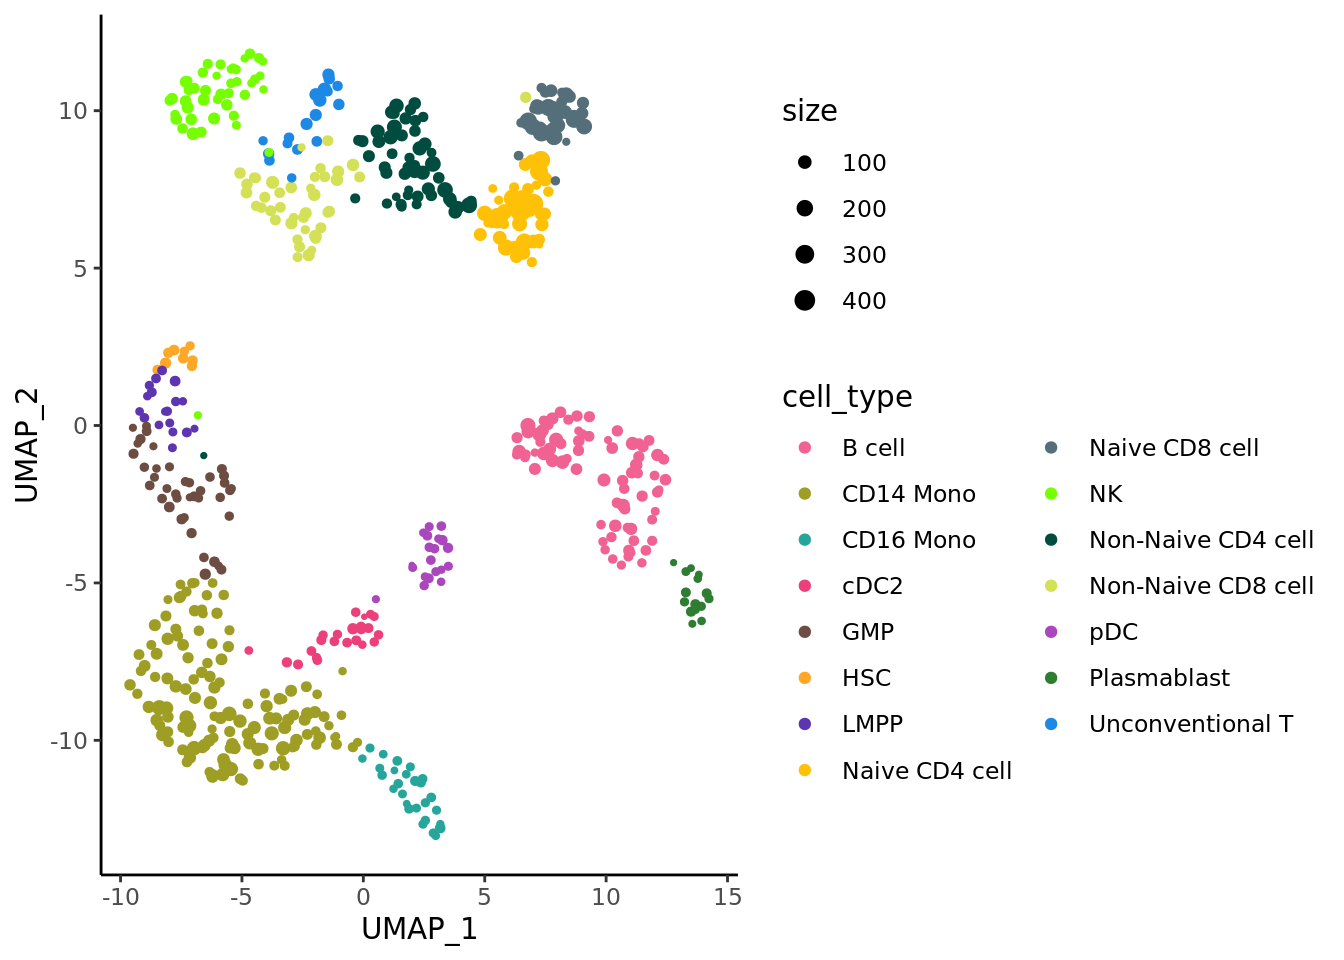 size
100
200
300
400
cell_type
B cell
CD14 Mono
CD16 Mono
cDC2
GMP
HSC
LMPP
Naive CD4 cell
Naive CD8 cell
NK
Non-Naive CD4 cell
Non-Naive CD8 cell
pDC
Plasmablast
Unconventional T
UMAP_2
10
5
0
-5
-10
-10
-5
0
5
10
15
UMAP_1